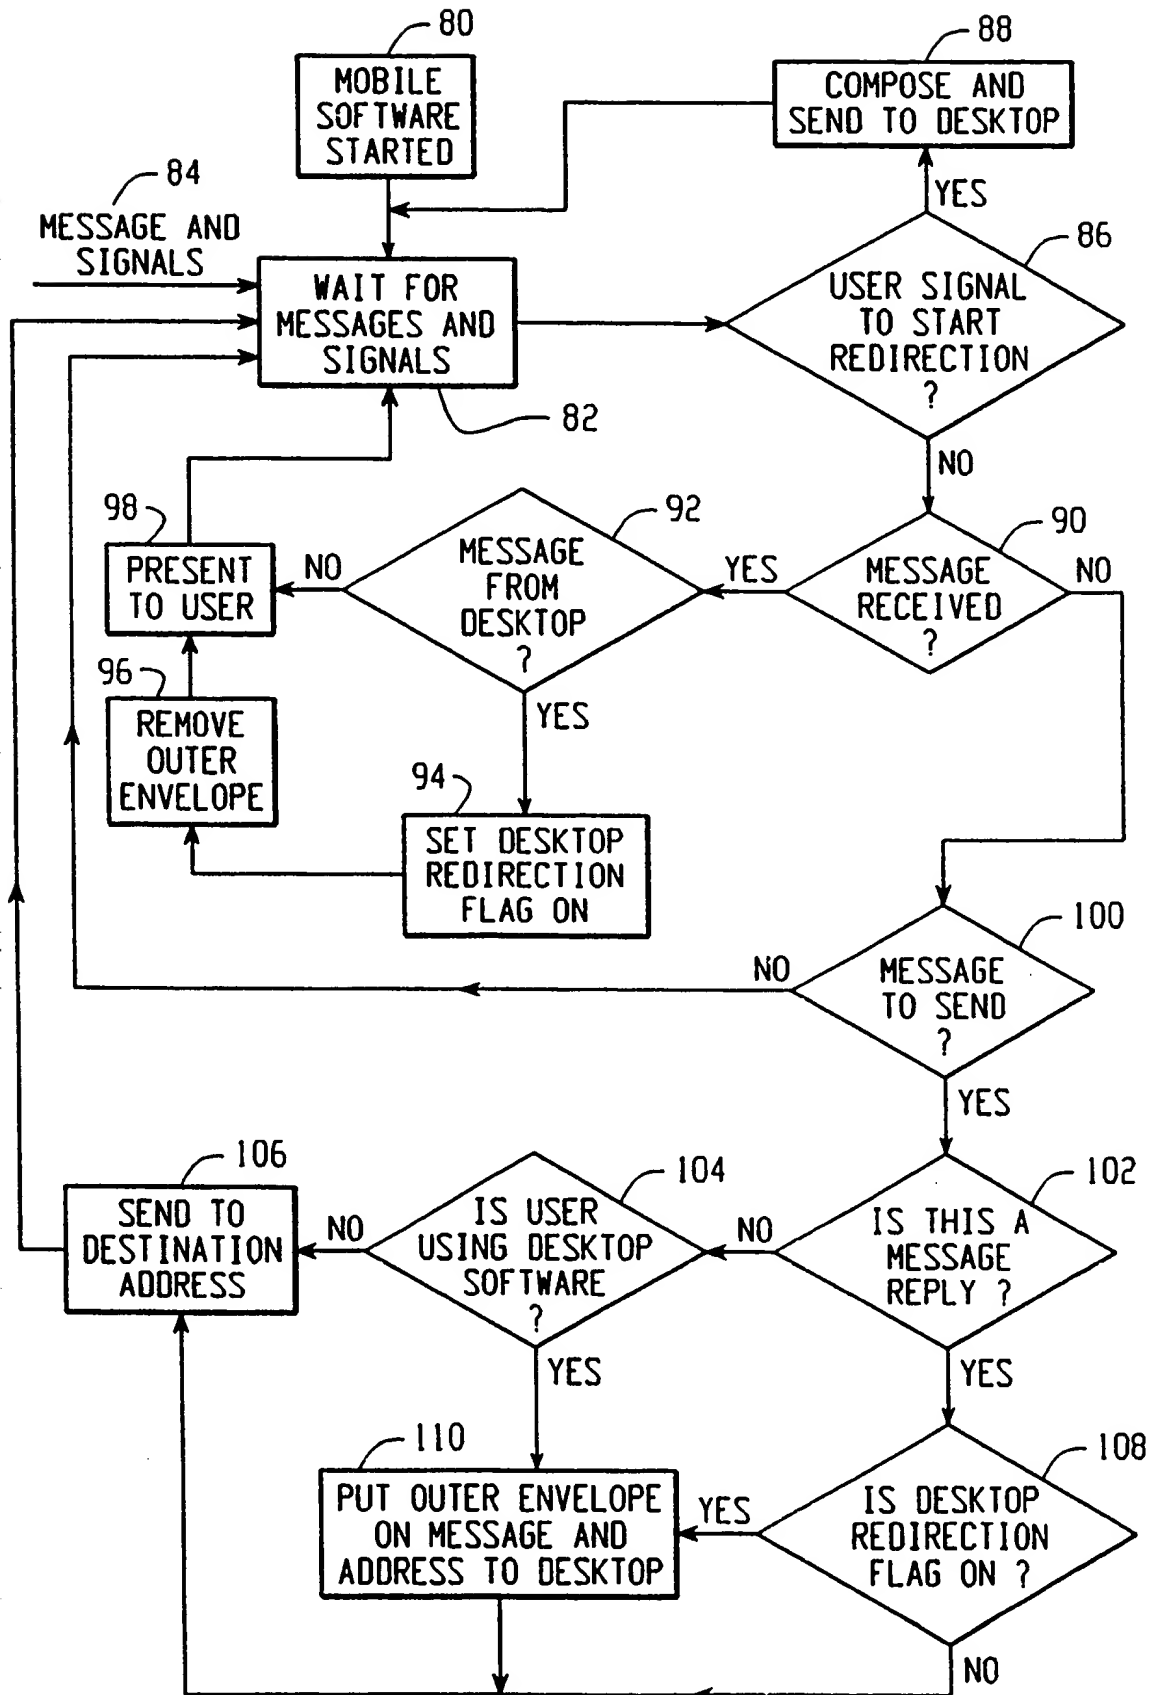 80
MOBILE
SOFTWARE
STARTED
88
COMPOSE AND
SEND TO DESKTOP
YES
84
MESSAGE AND
SIGNALS
86
USER SIGNAL
TO START
REDIRECTION
?
WAIT FOR
MESSAGES AND
SIGNALS
82
NO
98
PRESENT
TO USER
NO
92
MESSAGE
FROM
DESKTOP
?
YES
90
MESSAGE
RECEIVED
?
NO
96
REMOVE
OUTER
ENVELOPE
YES
94
SET DESKTOP
REDIRECTION
FLAG ON
100
NO
MESSAGE
TO SEND
?
YES
106
SEND TO
DESTINATION
ADDRESS
NO
104
IS USER
USING DESKTOP
SOFTWARE
?
NO
102
IS THIS A
MESSAGE
REPLY ?
YES
YES
110
PUT OUTER ENVELOPE
ON MESSAGE AND
ADDRESS TO DESKTOP
YES
108
IS DESKTOP
REDIRECTION
FLAG ON ?
NO